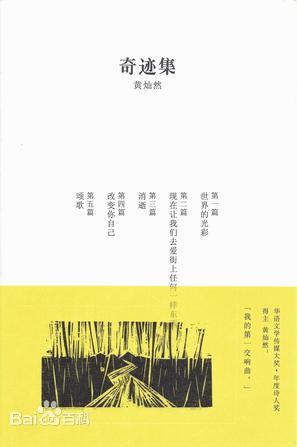 奇迹集
黄灿然
第一篇
世界的光彩
第二篇
现在让我们去爱街上任何一样东
第三篇
消逝
第四篇
改变你自己
第五篇
颂歌
华语文学传媒大奖·年度诗人奖
得主 黄灿然:
「我的第一交响曲。」
Bai百科